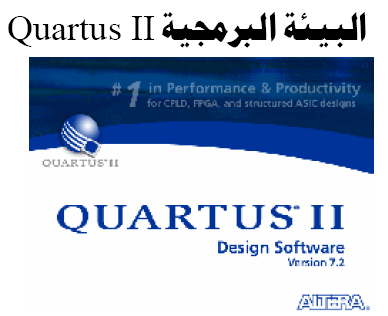 البيئة البرمجية Quartus II
#1 in Performance & Productivity
for CPLD, FPGA, and structured ASIC designs
QUARTUS® II
QUARTUS® II
Design Software
Version 7.2
ALTERA®